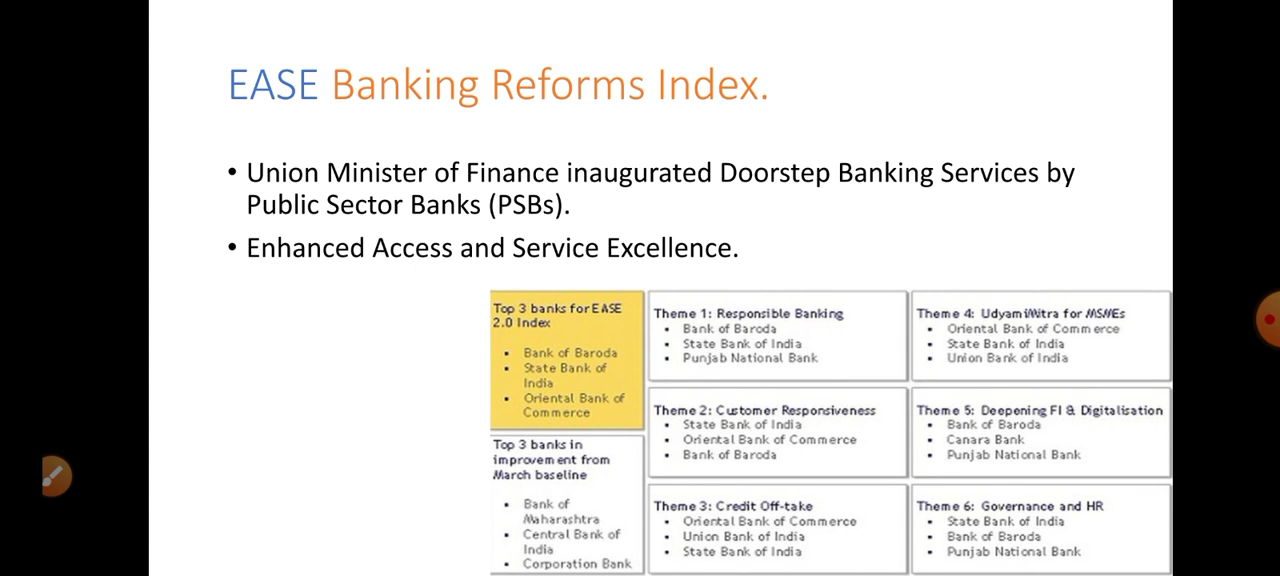 EASE Banking Reforms Index.
• Union Minister of Finance inaugurated Doorstep Banking Services by
Public Sector Banks (PSBs).
• Enhanced Access and Service Excellence.
Top 3 banks for EASE
2.0 Index
• Bank of Baroda
• State Bank of
India
• Oriental Bank of
Commerce
Top 3 banks in
improvement from
March baseline
• Bank of
Maharashtra
• Central Bank of
India
• Corporation Bank
Theme 1: Responsible Banking
• Bank of Baroda
• State Bank of India
• Punjab National Bank
Theme 2: Customer Responsiveness
• State Bank of India
• Oriental Bank of Commerce
• Bank of Baroda
Theme 3: Credit Off-take
• Oriental Bank of Commerce
• Union Bank of India
• State Bank of India
Theme 4: UdyamiMitra for MSMEs
• Oriental Bank of Commerce
• State Bank of India
• Union Bank of India
Theme 5: Deepening FI & Digitalisation
• Bank of Baroda
• Canara Bank
• Punjab National Bank
Theme 6: Governance and HR
• State Bank of India
• Bank of Baroda
• Punjab National Bank